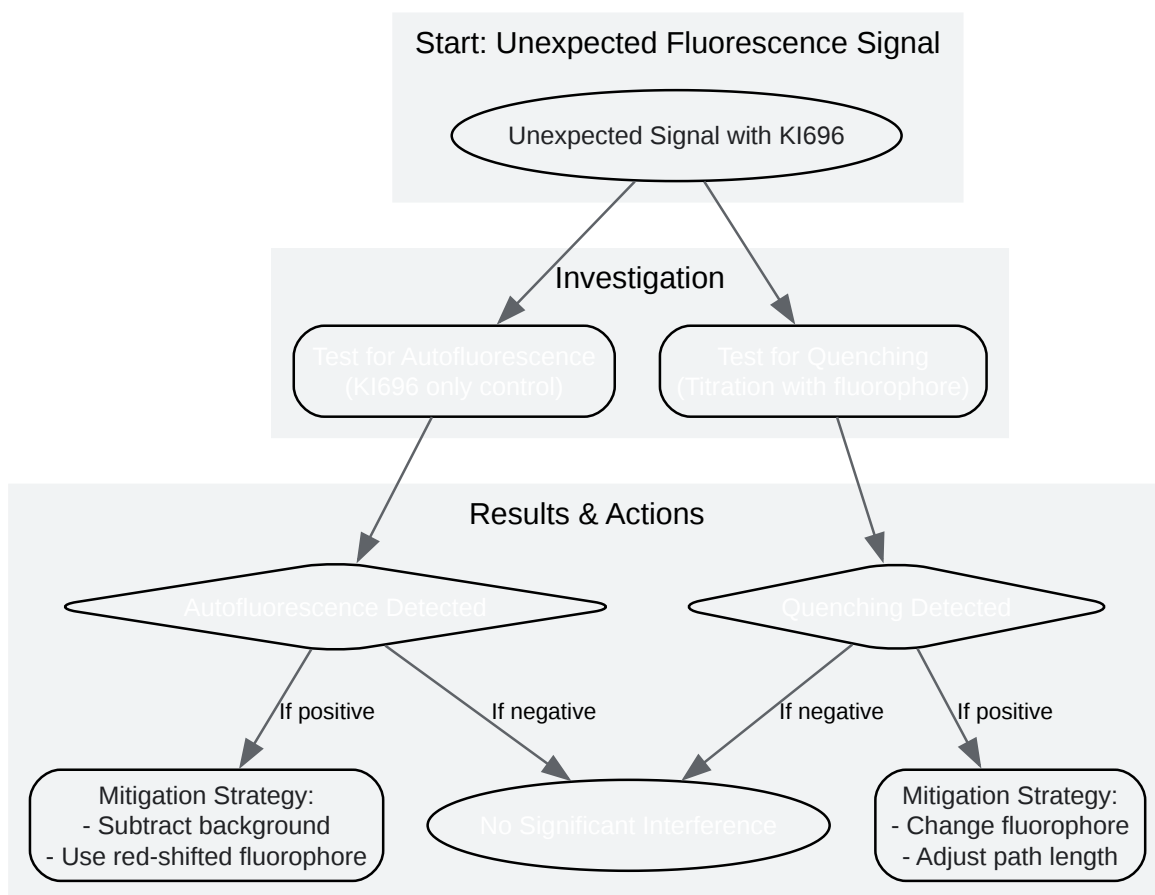 Start: Unexpected Fluorescence Signal
Unexpected Signal with KI696
Investigation
Test for Autofluorescence
(KI696 only control)
Test for Quenching
(Titration with fluorophore)
Results & Actions
Autofluorescence Detected
Quenching Detected
If positive
If negative
If negative
If positive
Mitigation Strategy:
- Subtract background
- Use red-shifted fluorophore
No Significant Interference
Mitigation Strategy:
- Change fluorophore
- Adjust path length